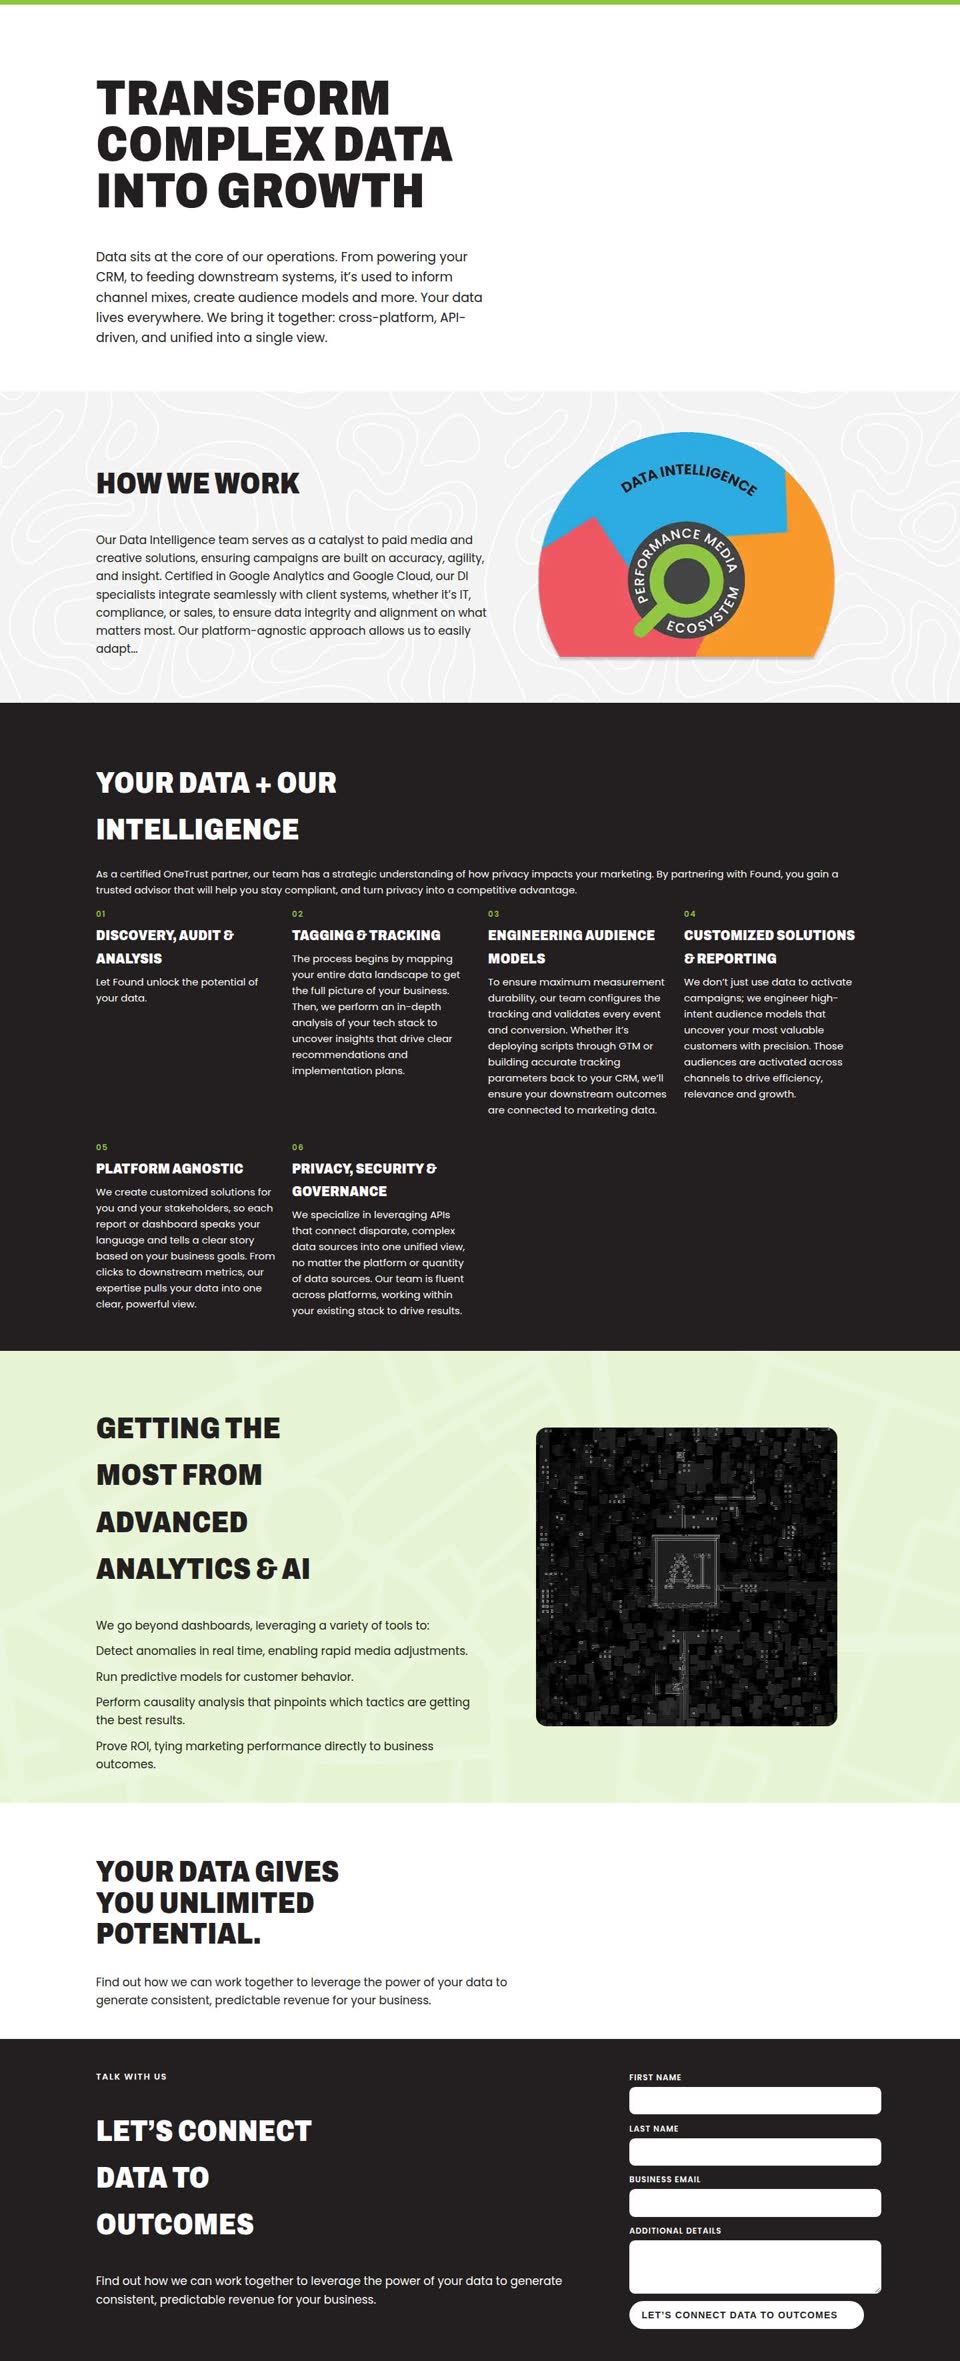 TRANSFORM
COMPLEX DATA
INTO GROWTH
Data sits at the core of our operations. From powering your
CRM, to feeding downstream systems, it's used to inform
channel mixes, create audience models and more. Your data
lives everywhere. We bring it together: cross-platform, API-
driven, and unified into a single view.
HOW WE WORK
Our Data Intelligence team serves as a catalyst to paid media and
creative solutions, ensuring campaigns are built on accuracy, agility,
and insight. Certified in Google Analytics and Google Cloud, our DI
specialists integrate seamlessly with client systems, whether it's IT,
compliance, or sales, to ensure data integrity and alignment on what
matters most. Our platform-agnostic approach allows us to easily
adapt...
DATA INTELLIGENCE
PERFORMANCE MEDIA
ECOSYSTEM
YOUR DATA + OUR
INTELLIGENCE
As a certified OneTrust partner, our team has a strategic understanding of how privacy impacts your marketing. By partnering with Found, you gain a
trusted advisor that will help you stay compliant, and turn privacy into a competitive advantage.
01
DISCOVERY, AUDIT &
ANALYSIS
Let Found unlock the potential of
your data.
02
TAGGING & TRACKING
The process begins by mapping
your entire data landscape to get
the full picture of your business.
Then, we perform an in-depth
analysis of your tech stack to
uncover insights that drive clear
recommendations and
implementation plans.
03
ENGINEERING AUDIENCE
MODELS
To ensure maximum measurement
durability, our team configures the
tracking and validates every event
and conversion. Whether it's
deploying scripts through GTM or
building accurate tracking
parameters back to your CRM, we'll
ensure your downstream outcomes
are connected to marketing data.
04
CUSTOMIZED SOLUTIONS
& REPORTING
We don't just use data to activate
campaigns; we engineer high-
intent audience models that
uncover your most valuable
customers with precision. Those
audiences are activated across
channels to drive efficiency,
relevance and growth.
05
PLATFORM AGNOSTIC
We create customized solutions for
you and your stakeholders, so each
report or dashboard speaks your
language and tells a clear story
based on your business goals. From
clicks to downstream metrics, our
expertise pulls your data into one
clear, powerful view.
06
PRIVACY, SECURITY &
GOVERNANCE
We specialize in leveraging APIs
that connect disparate, complex
data sources into one unified view,
no matter the platform or quantity
of data sources. Our team is fluent
across platforms, working within
your existing stack to drive results.
GETTING THE
MOST FROM
ADVANCED
ANALYTICS & AI
We go beyond dashboards, leveraging a variety of tools to:
Detect anomalies in real time, enabling rapid media adjustments.
Run predictive models for customer behavior.
Perform causality analysis that pinpoints which tactics are getting
the best results.
Prove ROI, tying marketing performance directly to business
outcomes.
AI
YOUR DATA GIVES
YOU UNLIMITED
POTENTIAL.
Find out how we can work together to leverage the power of your data to
generate consistent, predictable revenue for your business.
TALK WITH US
LET'S CONNECT
DATA TO
OUTCOMES
Find out how we can work together to leverage the power of your data to generate
consistent, predictable revenue for your business.
FIRST NAME
LAST NAME
BUSINESS EMAIL
ADDITIONAL DETAILS
LET'S CONNECT DATA TO OUTCOMES